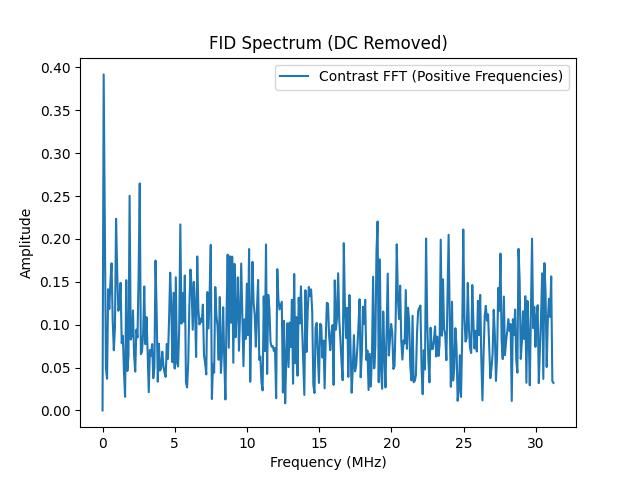 FID Spectrum (DC Removed)
Contrast FFT (Positive Frequencies)
0.40
0.35
0.30
0.25
0.20
0.15
0.10
0.05
0.00
Amplitude
0 5 10 15 20 25 30
Frequency (MHz)